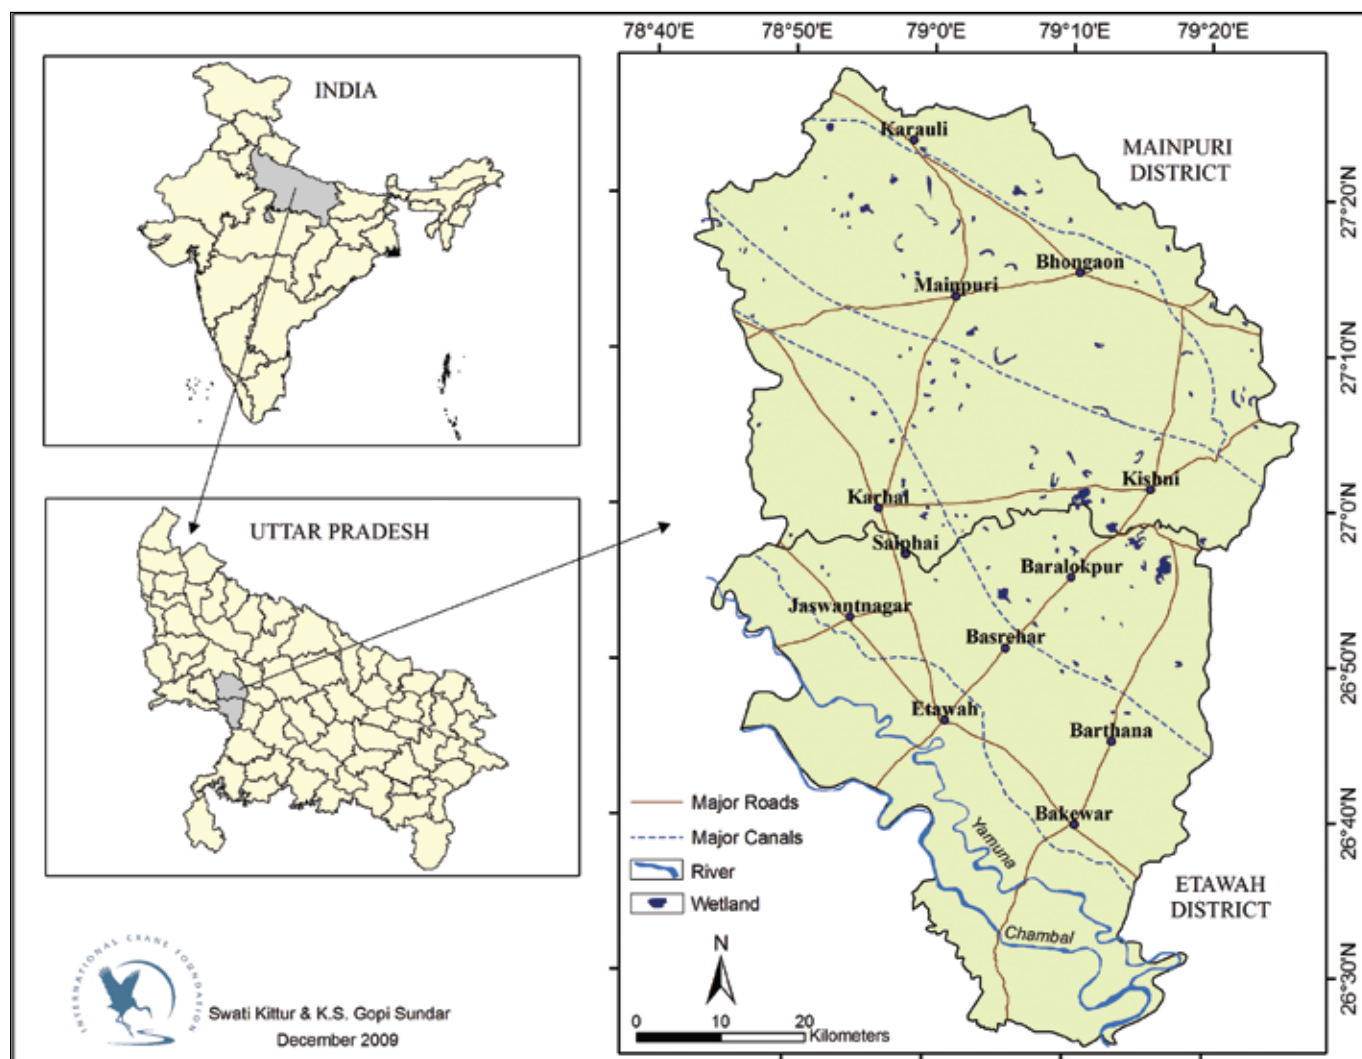 78°40'E
78°50'E
79°0'E
79°10'E
79°20'E
INDIA
UTTAR PRADESH
MAINPURI
DISTRICT
Karauli
Bhongaon
Mainpuri
Kishni
Karhal
Saiphai
Baralokpur
Jaswantnagar
Basrehar
Etawah
Barthana
Bakewar
Yamuna
Chambal
ETAWAH
DISTRICT
27°20'N
27°10'N
27°0'N
26°50'N
26°40'N
26°30'N
Major Roads
Major Canals
River
Wetland
N
0 10 20
Kilometers
INTERNATIONAL CRANE FOUNDATION
Swati Kittur & K.S. Gopi Sundar
December 2009